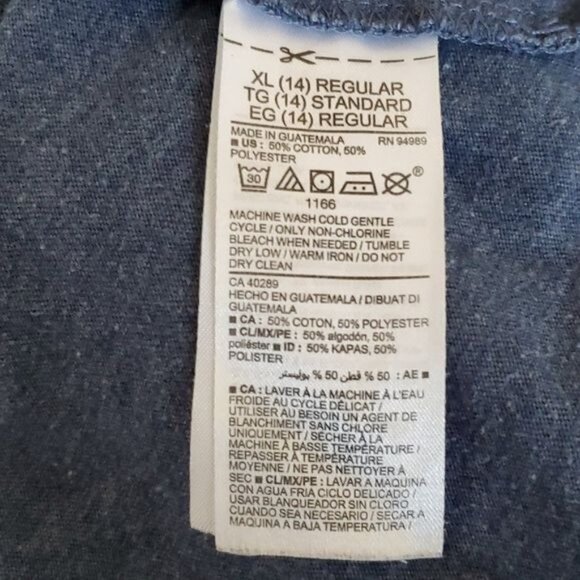 XL (14) REGULAR
TG (14) STANDARD
EG (14) REGULAR
MADE IN GUATEMALA RN 94989
■ US: 50% COTTON, 50%
POLYESTER
30 ®
1166
MACHINE WASH COLD GENTLE
CYCLE / ONLY NON-CHLORINE
BLEACH WHEN NEEDED / TUMBLE
DRY LOW / WARM IRON / DO NOT
DRY CLEAN
CA 40289
HECHO EN GUATEMALA / DIBUAT DI
GUATEMALA
■ CA : 50% COTON, 50% POLYESTER
■ CL/MX/PE : 50% algodón, 50%
poliéster ■ ID : 50% KAPAS, 50%
POLISTER
■ AE : 50 % قطن 50 % بوليستر
■ CA : LAVER À LA MACHINE À L'EAU
FROIDE AU CYCLE DÉLICAT /
UTILISER AU BESOIN UN AGENT DE
BLANCHIMENT SANS CHLORE
UNIQUEMENT / SÉCHER À LA
MACHINE À BASSE TEMPÉRATURE /
REPASSER À TEMPÉRATURE
MOYENNE / NE PAS NETTOYER À
SEC ■ CL/MX/PE : LAVAR A MAQUINA
CON AGUA FRIA CICLO DELICADO /
USAR BLANQUEADOR SIN CLORO
CUANDO SEA NECESARIO / SECAR A
MAQUINA A BAJA TEMPERATURA /